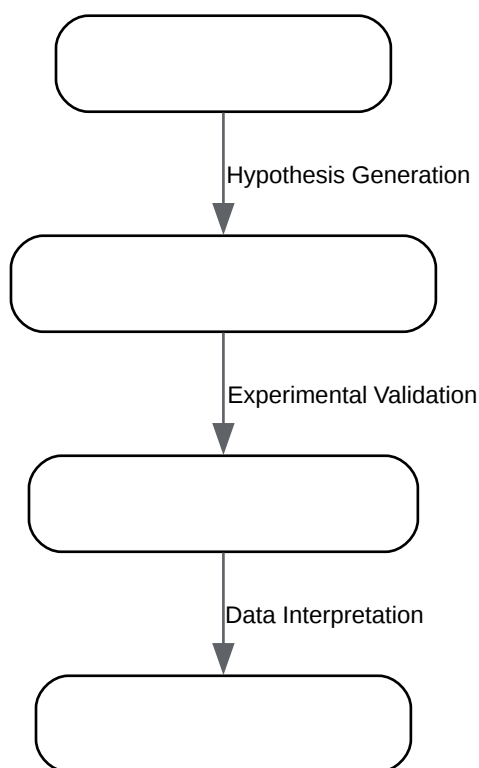 Hypothesis Generation
Experimental Validation
Data Interpretation